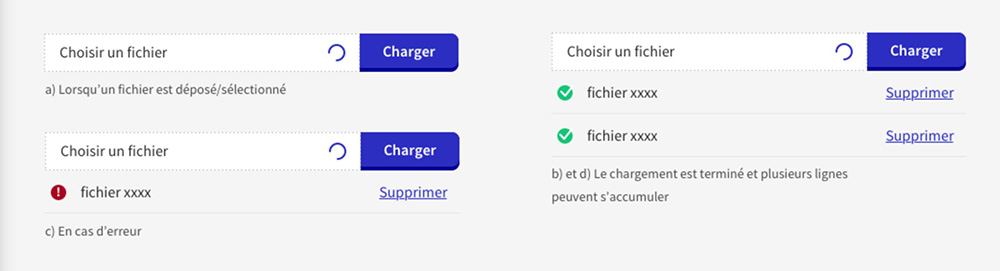 Choisir un fichier Charger
a) Lorsqu'un fichier est déposé/sélectionné
Choisir un fichier Charger
fichier xxxx Supprimer
c) En cas d'erreur
Choisir un fichier Charger
fichier xxxx Supprimer
fichier xxxx Supprimer
b) et d) Le chargement est terminé et plusieurs lignes
peuvent s'accumuler